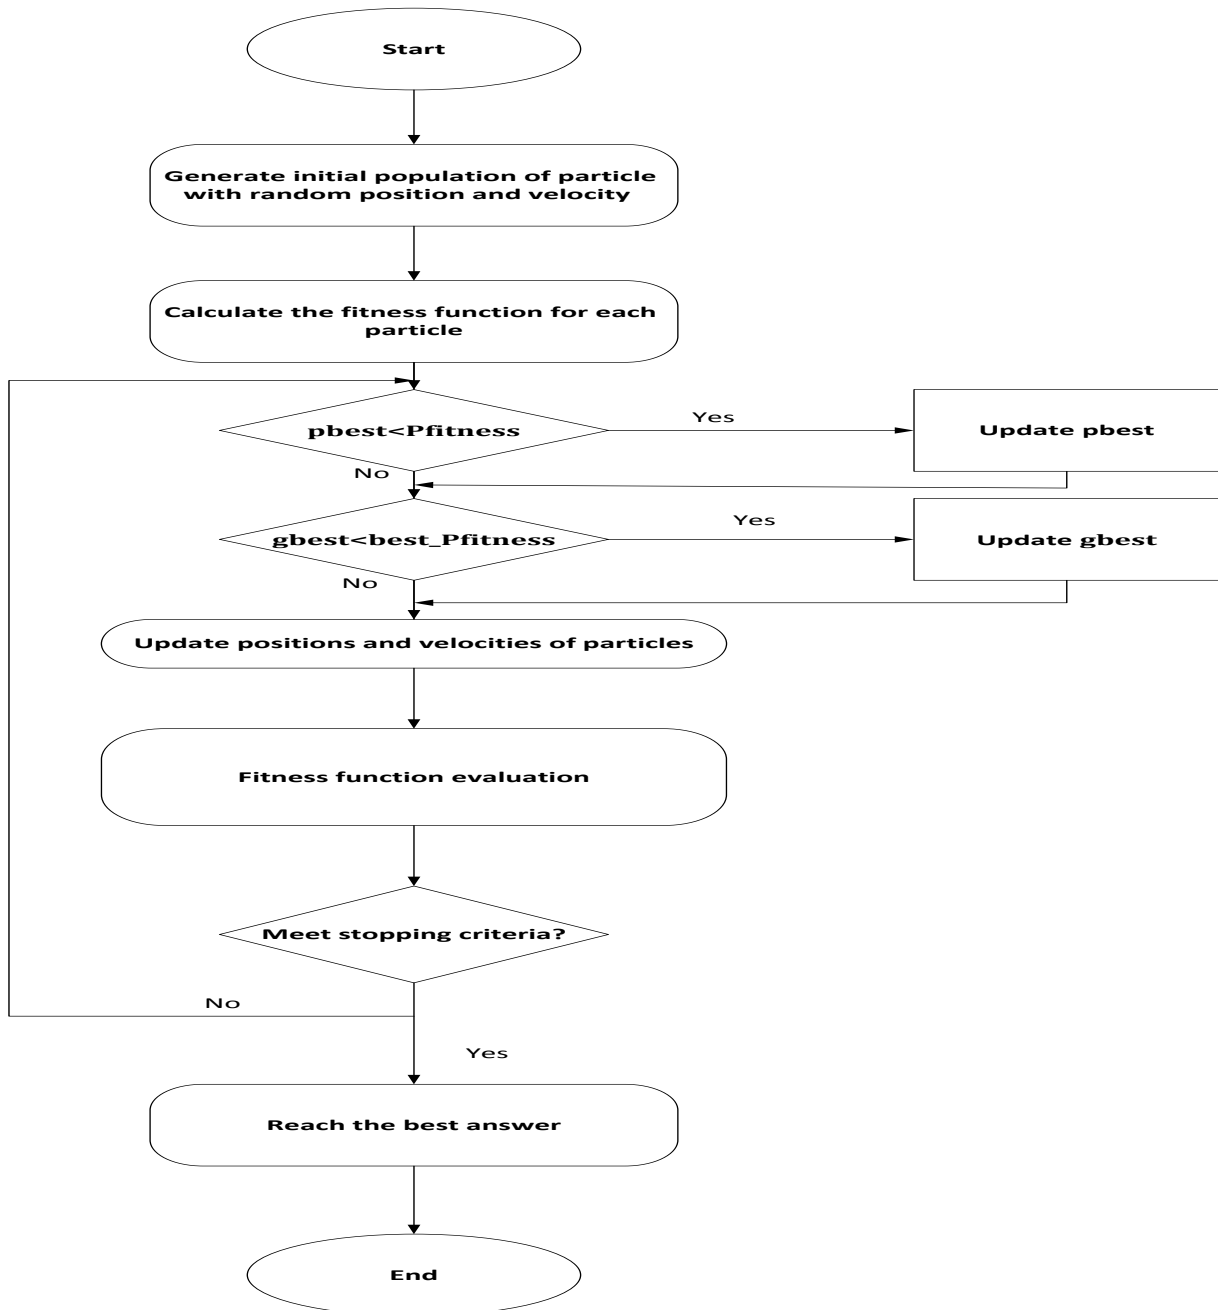 Start
Generate initial population of particle
with random position and velocity
Calculate the fitness function for each
particle
pbest<Pfitness
Yes
Update pbest
No
gbest<best_Pfitness
Yes
Update gbest
No
Update positions and velocities of particles
Fitness function evaluation
Meet stopping criteria?
No
Yes
Reach the best answer
End